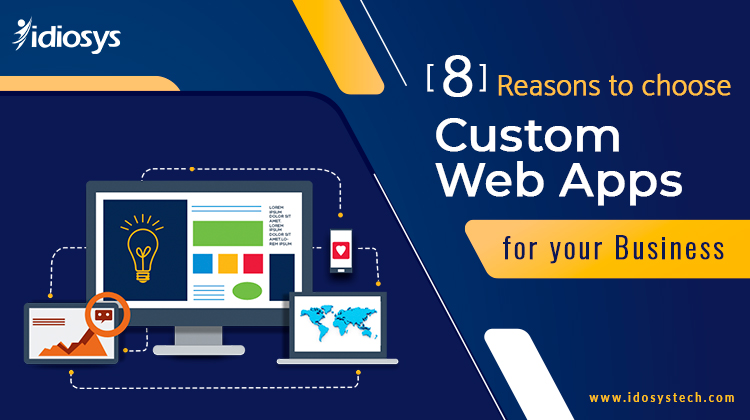 idiosys
[8] Reasons to choose
Custom
Web Apps
for your Business
LOREM
IPSUM
DOLOR SIT
AMET,
LOREM
IPSUM
DOLOR SIT
AMET LO-
REM IPSUM
www.idosystech.com